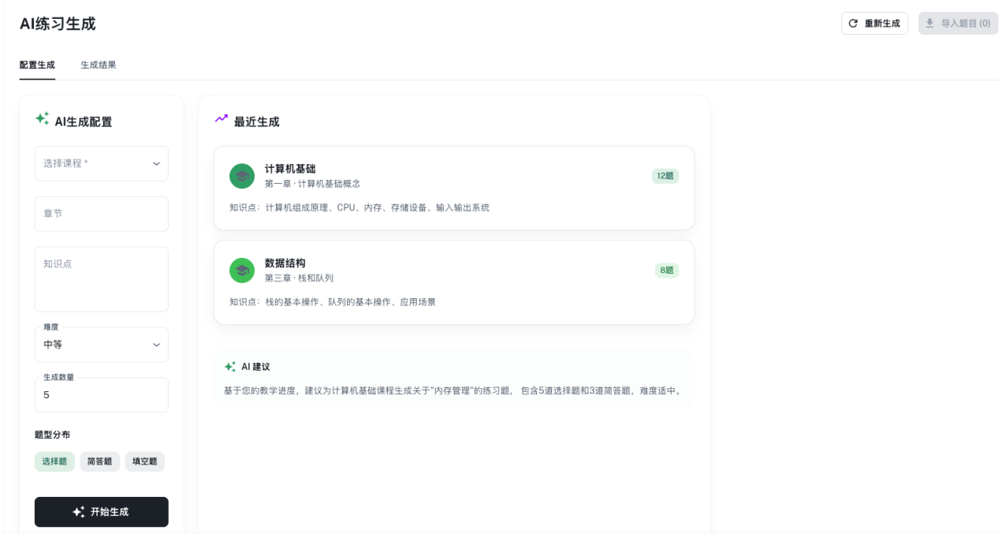 AI练习生成
重新生成
导入题目 (0)
配置生成
生成结果
AI生成配置
选择课程 *
章节
知识点
难度
中等
生成数量
5
题型分布
选择题
简答题
填空题
开始生成
最近生成
计算机基础
第一章 · 计算机基础概念
12题
知识点：计算机组成原理、CPU、内存、存储设备、输入输出系统
数据结构
第三章 · 栈和队列
8题
知识点：栈的基本操作、队列的基本操作、应用场景
AI 建议
基于您的教学进度，建议为计算机基础课程生成关于"内存管理"的练习题， 包含5道选择题和3道简答题，难度适中。